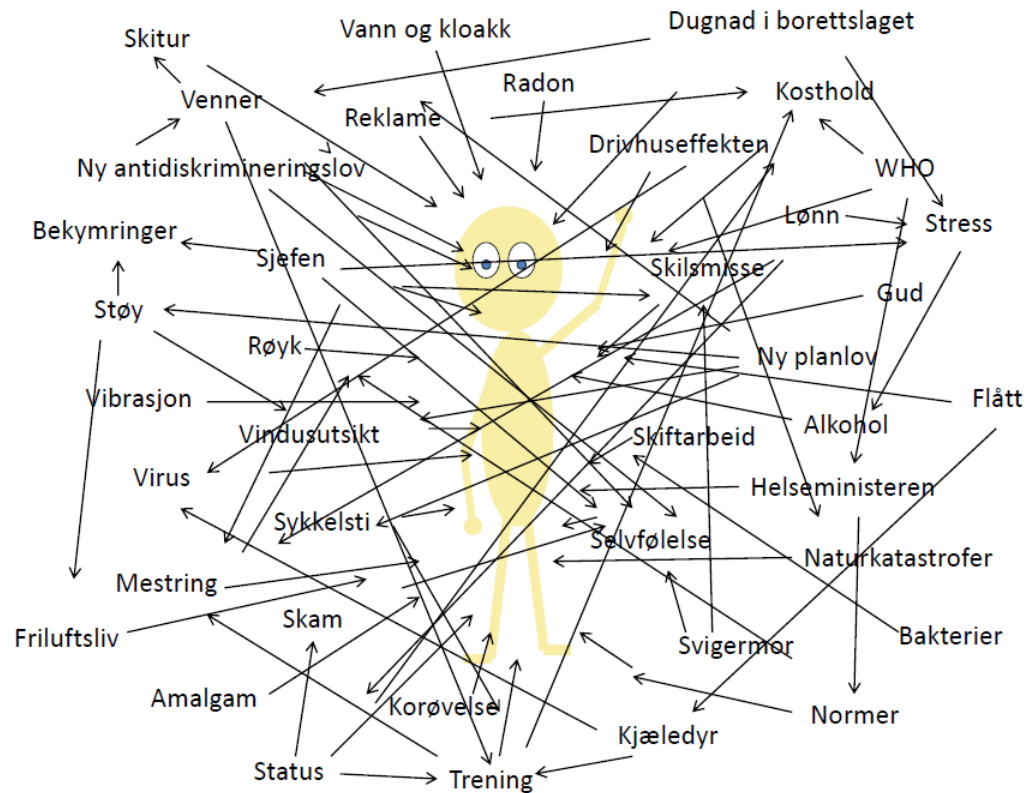 Dugnad i borettslaget
Vann og kloakk
Skitur
Radon
Kosthold
Venner
Reklame
Drivhuseffekten
Ny antidiskrimineringslov
WHO
Lønn
Stress
Bekymringer
Sjefen
Skilsmisse
Gud
Støy
Røyk
Ny planlov
Vibrasjon
Flått
Alkohol
Vindusutsikt
Skiftarbeid
Virus
Helseministeren
Sykkelsti
Selvfølelse
Naturkatastrofer
Mestring
Skam
Friluftsliv
Svigermor
Bakterier
Amalgam
Korøvelse
Normer
Kjæledyr
Status
Trening